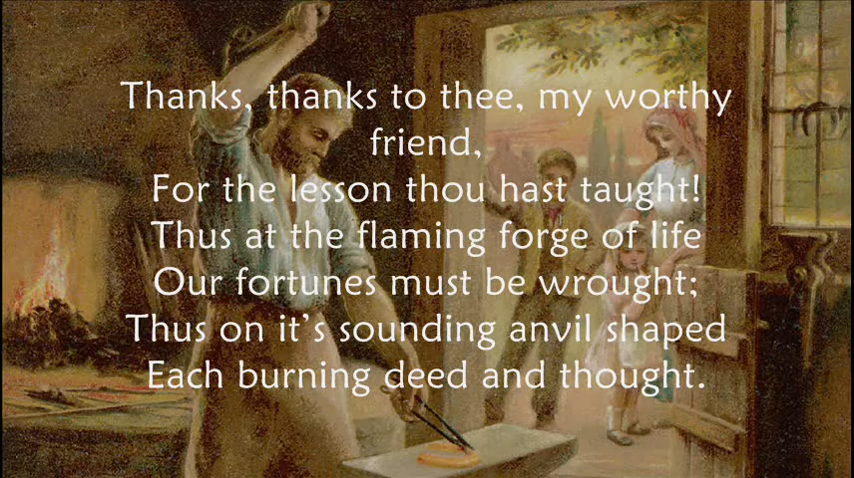 Thanks, thanks to thee, my worthy
friend,
For the lesson thou hast taught!
Thus at the flaming forge of life
Our fortunes must be wrought;
Thus on it’s sounding anvil shaped
Each burning deed and thought.